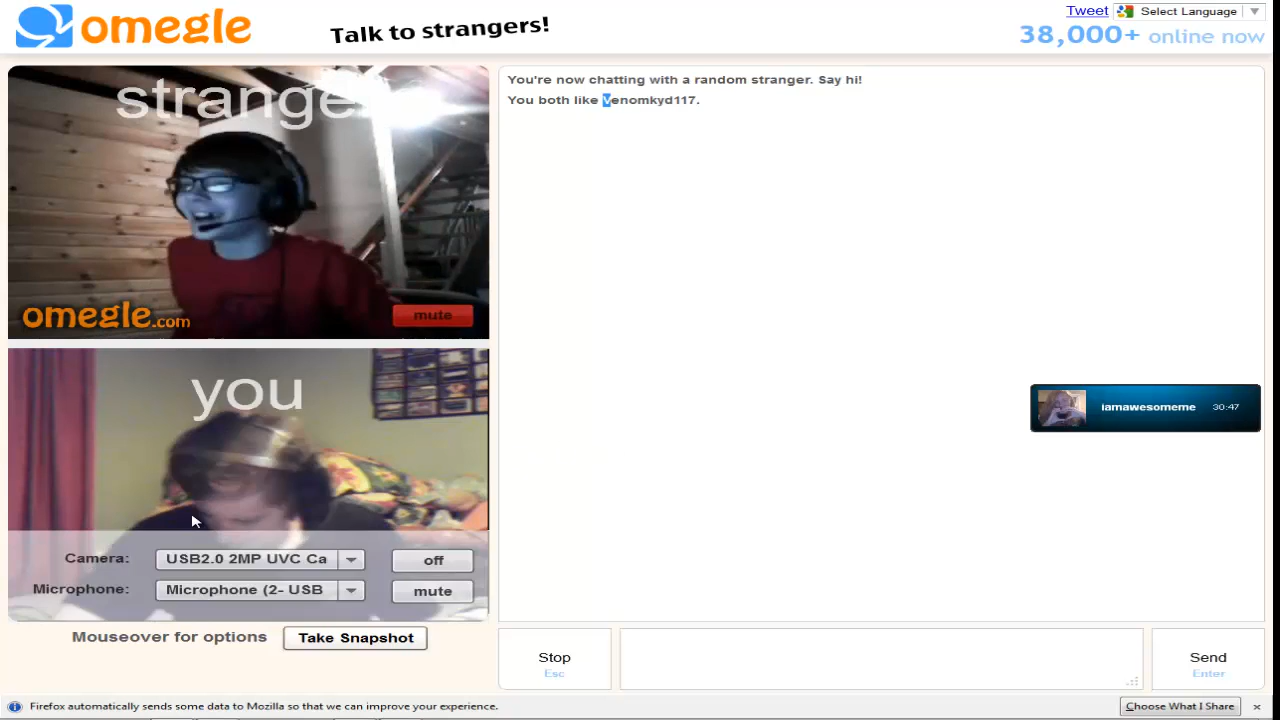 omegle
Talk to strangers!
Tweet
Select Language
38,000+ online now
stranger
omegle.com
mute
You're now chatting with a random stranger. Say hi!
You both like Venomkyd117.
iamawesomeme 30:47
you
Camera: USB2.0 2MP UVC Ca off
Microphone: Microphone (2- USB mute
Mouseover for options
Take Snapshot
Stop
Esc
Send
Enter
Firefox automatically sends some data to Mozilla so that we can improve your experience.
Choose What I Share